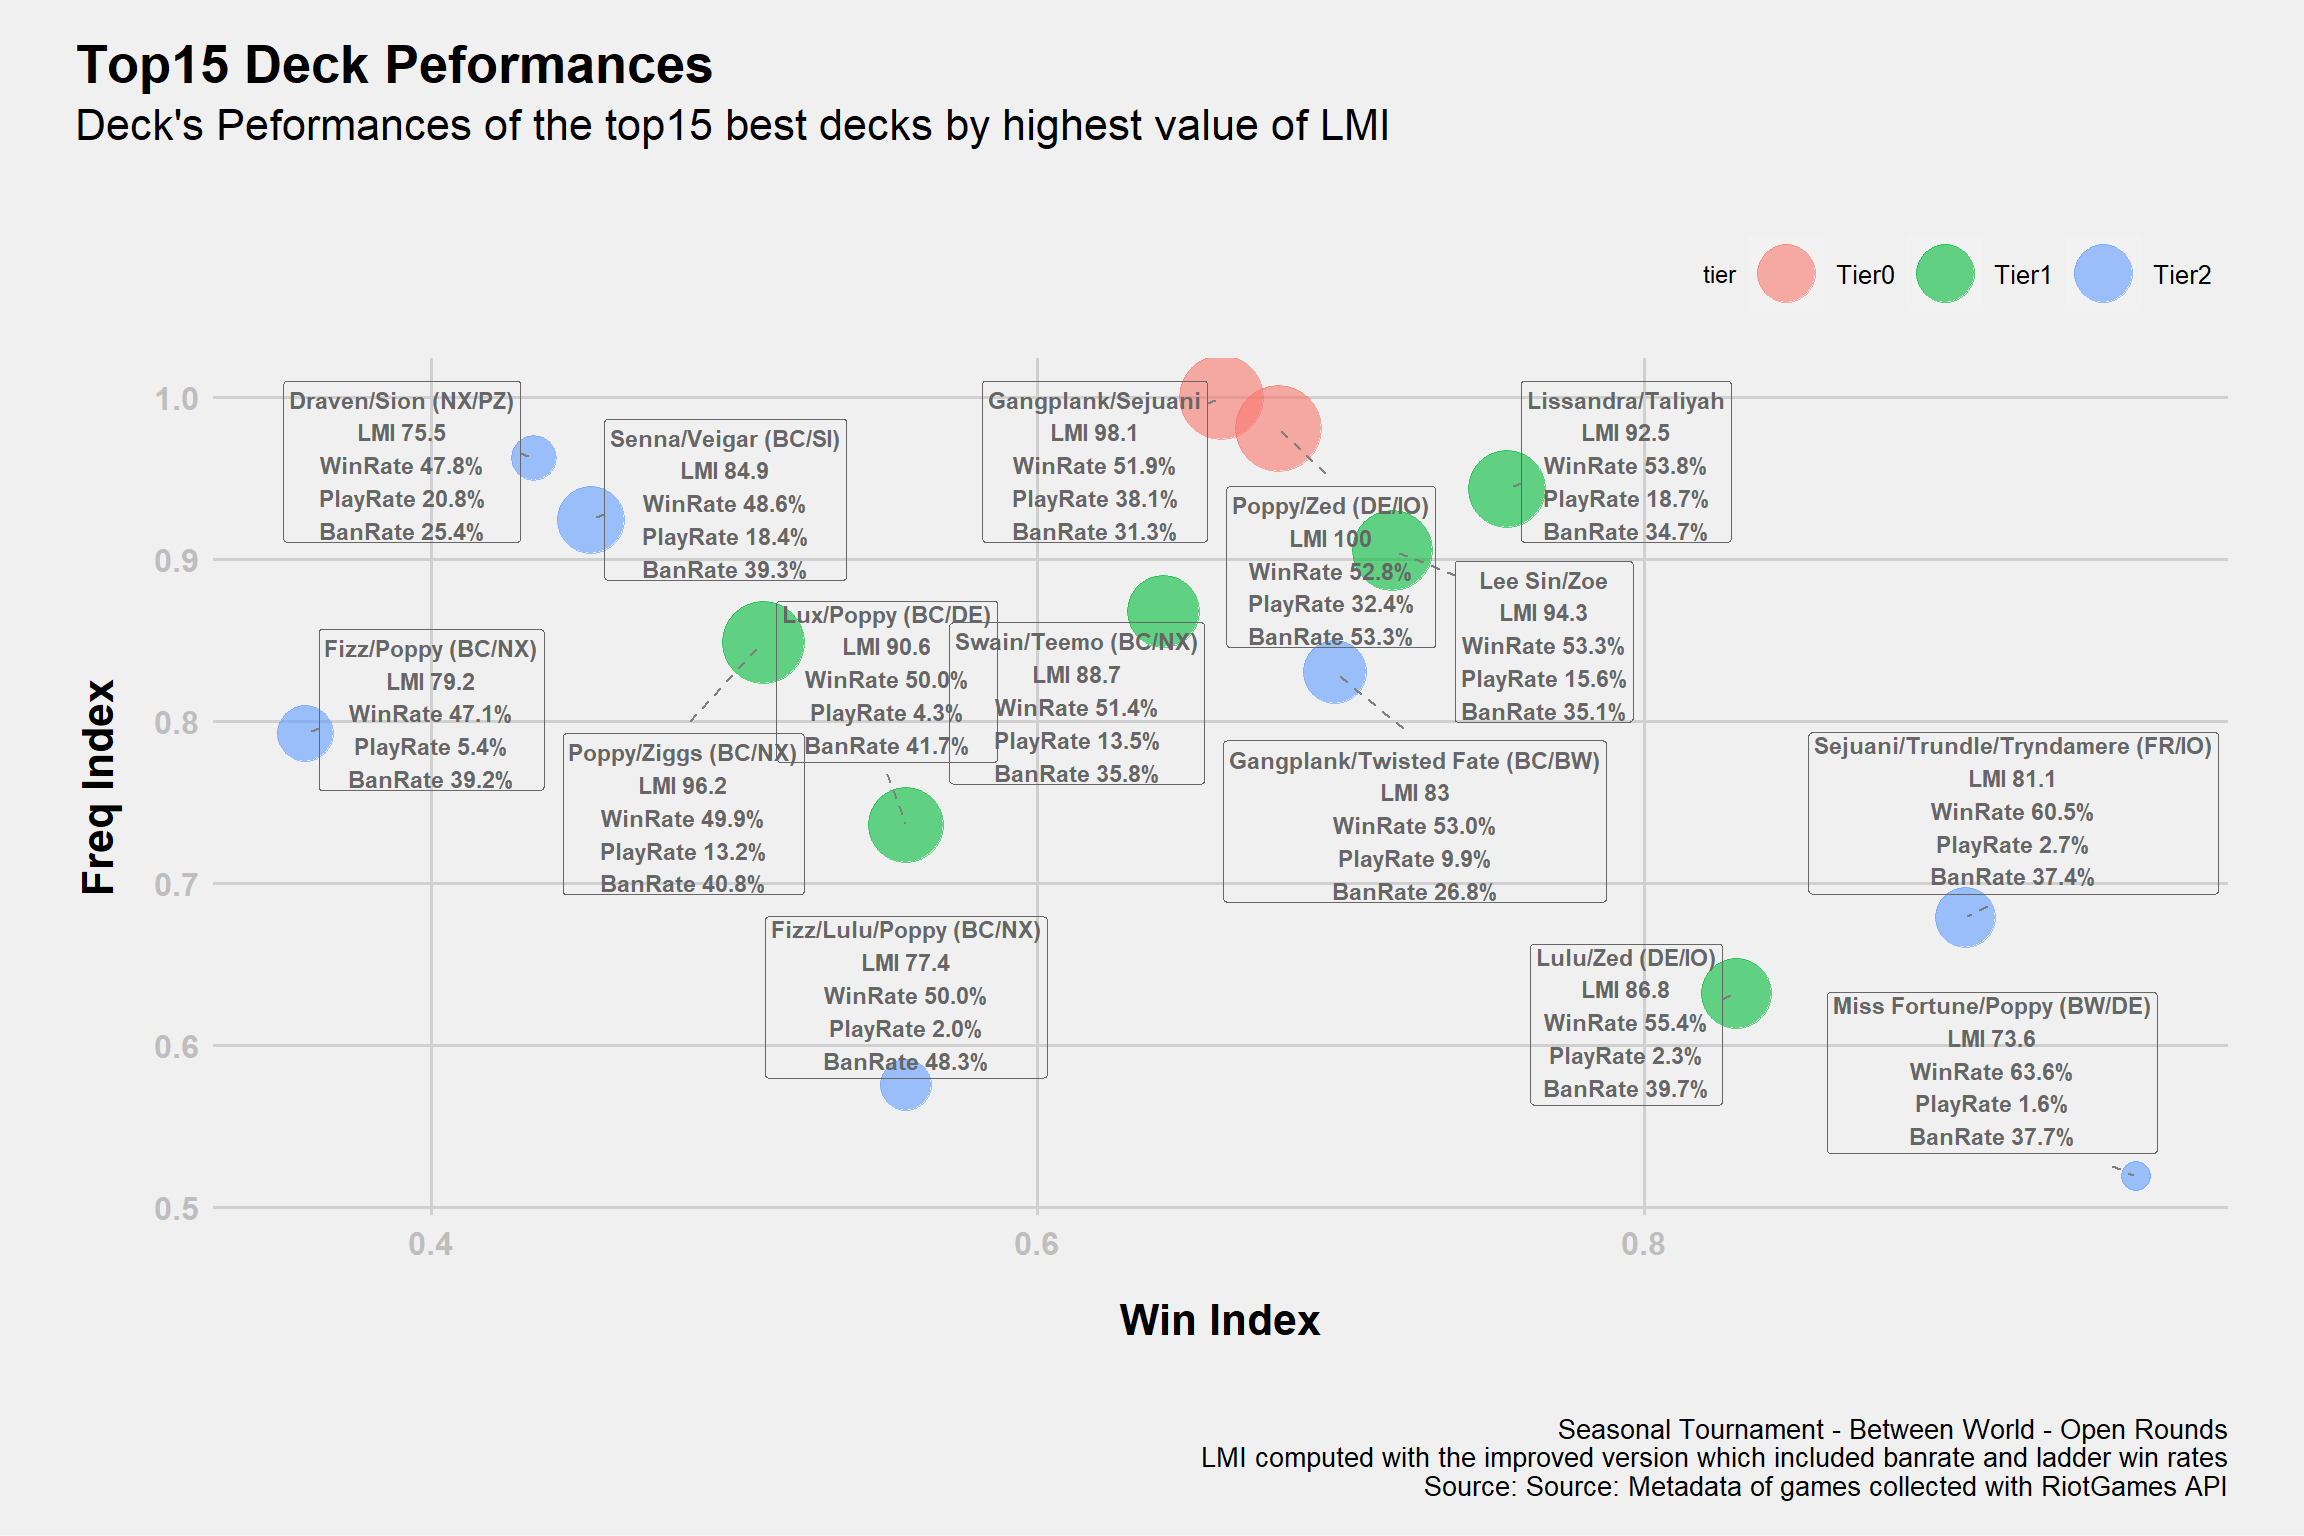 Top15 Deck Peformances
Deck's Peformances of the top15 best decks by highest value of LMI
tier
Tier0
Tier1
Tier2
Freq Index
1.0
0.9
0.8
0.7
0.6
0.5
Draven/Sion (NX/PZ)
LMI 75.5
WinRate 47.8%
PlayRate 20.8%
BanRate 25.4%
Senna/Veigar (BC/SI)
LMI 84.9
WinRate 48.6%
PlayRate 18.4%
BanRate 39.3%
Gangplank/Sejuani
LMI 98.1
WinRate 51.9%
PlayRate 38.1%
BanRate 31.3%
Poppy/Zed (DE/IO)
LMI 100
WinRate 52.8%
PlayRate 32.4%
BanRate 53.3%
Lissandra/Taliyah
LMI 92.5
WinRate 53.8%
PlayRate 18.7%
BanRate 34.7%
Lee Sin/Zoe
LMI 94.3
WinRate 53.3%
PlayRate 15.6%
BanRate 35.1%
Fizz/Poppy (BC/NX)
LMI 79.2
WinRate 47.1%
PlayRate 5.4%
BanRate 39.2%
Lux/Poppy (BC/DE)
LMI 90.6
WinRate 50.0%
PlayRate 4.3%
BanRate 41.7%
Swain/Teemo (BC/NX)
LMI 88.7
WinRate 51.4%
PlayRate 13.5%
BanRate 35.8%
Poppy/Ziggs (BC/NX)
LMI 96.2
WinRate 49.9%
PlayRate 13.2%
BanRate 40.8%
Gangplank/Twisted Fate (BC/BW)
LMI 83
WinRate 53.0%
PlayRate 9.9%
BanRate 26.8%
Sejuani/Trundle/Tryndamere (FR/IO)
LMI 81.1
WinRate 60.5%
PlayRate 2.7%
BanRate 37.4%
Fizz/Lulu/Poppy (BC/NX)
LMI 77.4
WinRate 50.0%
PlayRate 2.0%
BanRate 48.3%
Lulu/Zed (DE/IO)
LMI 86.8
WinRate 55.4%
PlayRate 2.3%
BanRate 39.7%
Miss Fortune/Poppy (BW/DE)
LMI 73.6
WinRate 63.6%
PlayRate 1.6%
BanRate 37.7%
0.4
0.6
0.8
Win Index
Seasonal Tournament - Between World - Open Rounds
LMI computed with the improved version which included banrate and ladder win rates
Source: Source: Metadata of games collected with RiotGames API